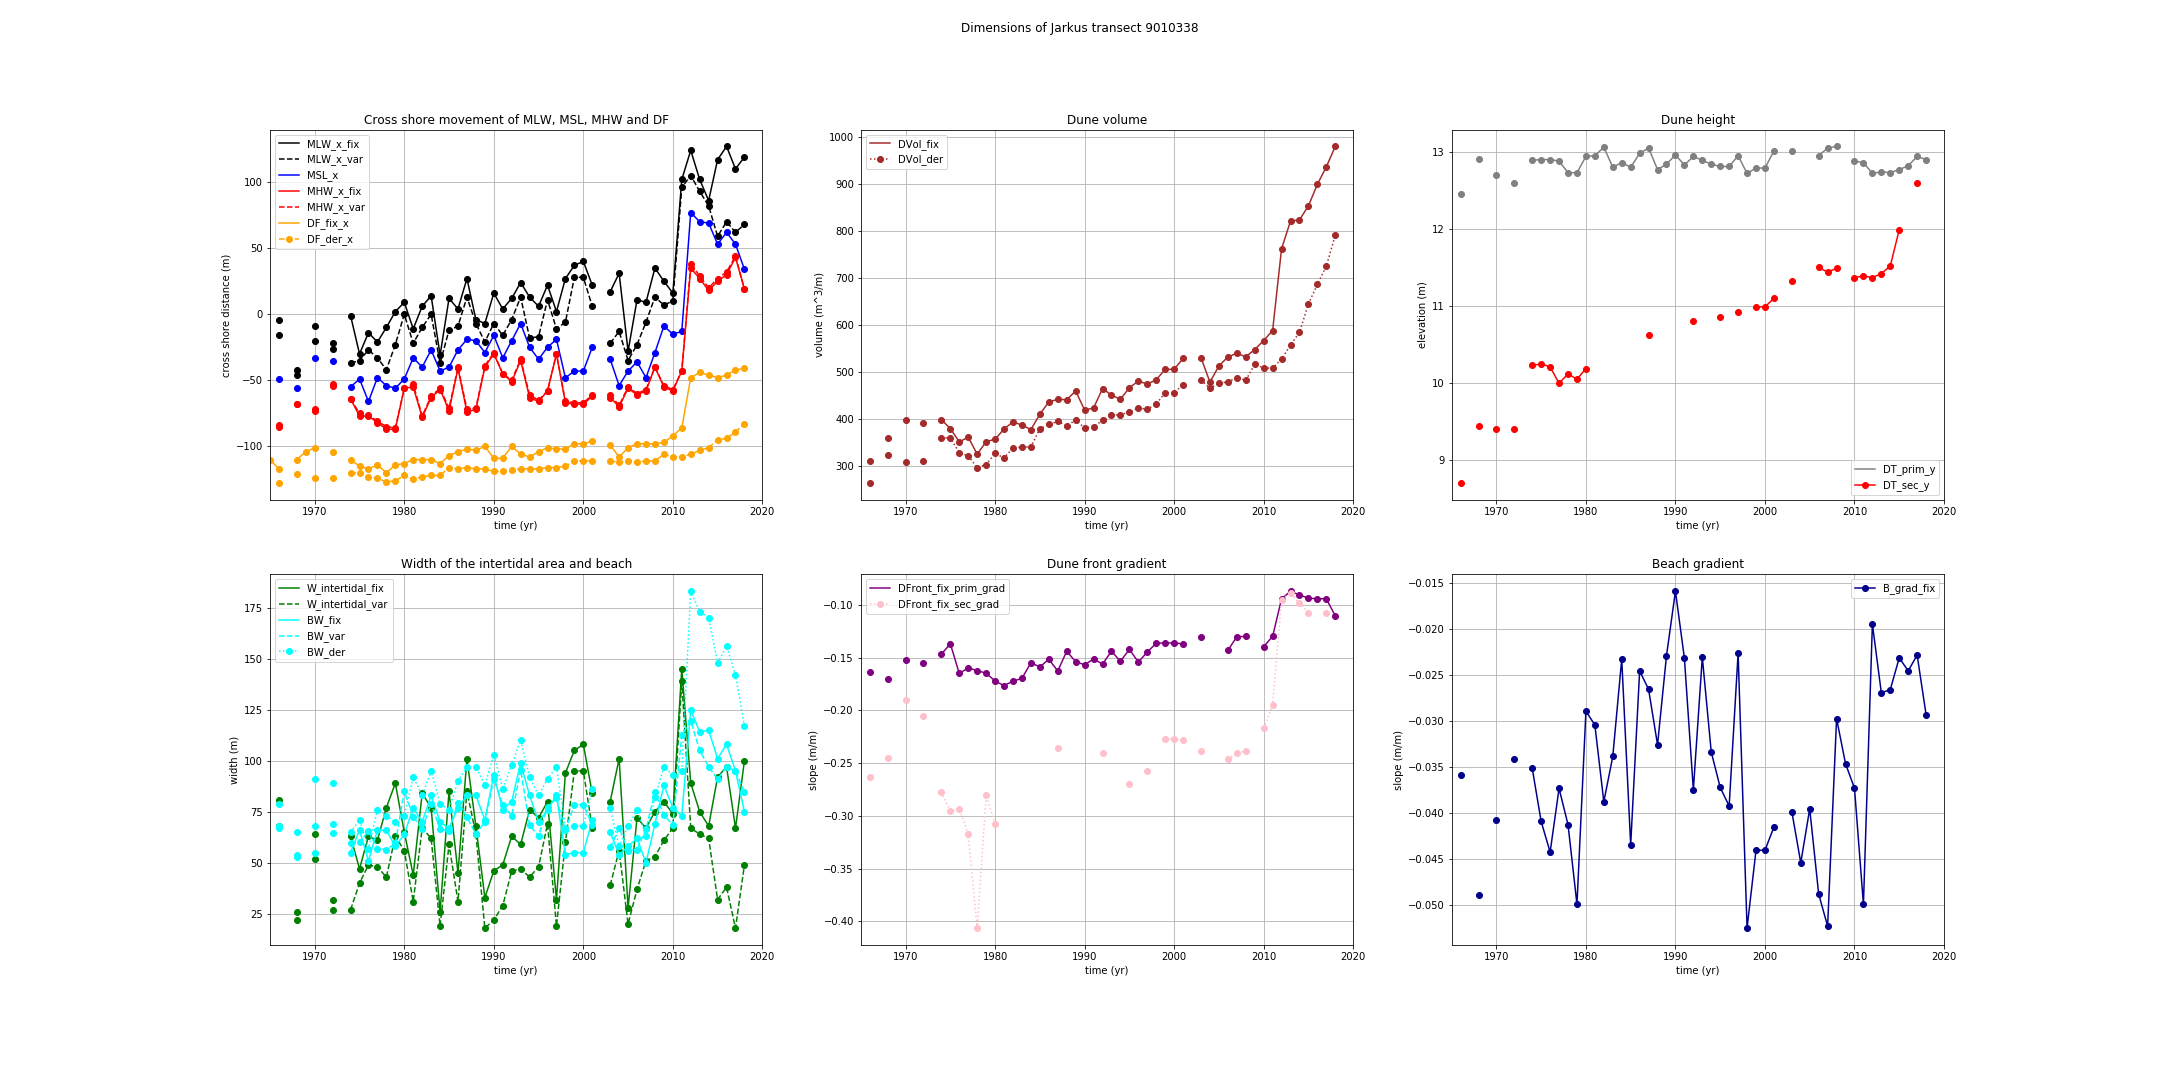 Dimensions of Jarkus transect 9010338
Cross shore movement of MLW, MSL, MHW and DF
MLW_x_fix
MLW_x_var
MSL_x
MHW_x_fix
MHW_x_var
DF_fix_x
DF_der_x
100
50
0
−50
−100
cross shore distance (m)
1970 1980 1990 2000 2010 2020
time (yr)
Dune volume
DVol_fix
DVol_der
1000
900
800
700
600
500
400
300
volume (m^3/m)
1970 1980 1990 2000 2010 2020
time (yr)
Dune height
13
12
11
10
9
elevation (m)
DT_prim_y
DT_sec_y
1970 1980 1990 2000 2010 2020
time (yr)
Width of the intertidal area and beach
W_intertidal_fix
W_intertidal_var
BW_fix
BW_var
BW_der
175
150
125
100
75
50
25
width (m)
1970 1980 1990 2000 2010 2020
time (yr)
Dune front gradient
DFront_fix_prim_grad
DFront_fix_sec_grad
−0.10
−0.15
−0.20
−0.25
−0.30
−0.35
−0.40
slope (m/m)
1970 1980 1990 2000 2010 2020
time (yr)
Beach gradient
B_grad_fix
−0.015
−0.020
−0.025
−0.030
−0.035
−0.040
−0.045
−0.050
slope (m/m)
1970 1980 1990 2000 2010 2020
time (yr)